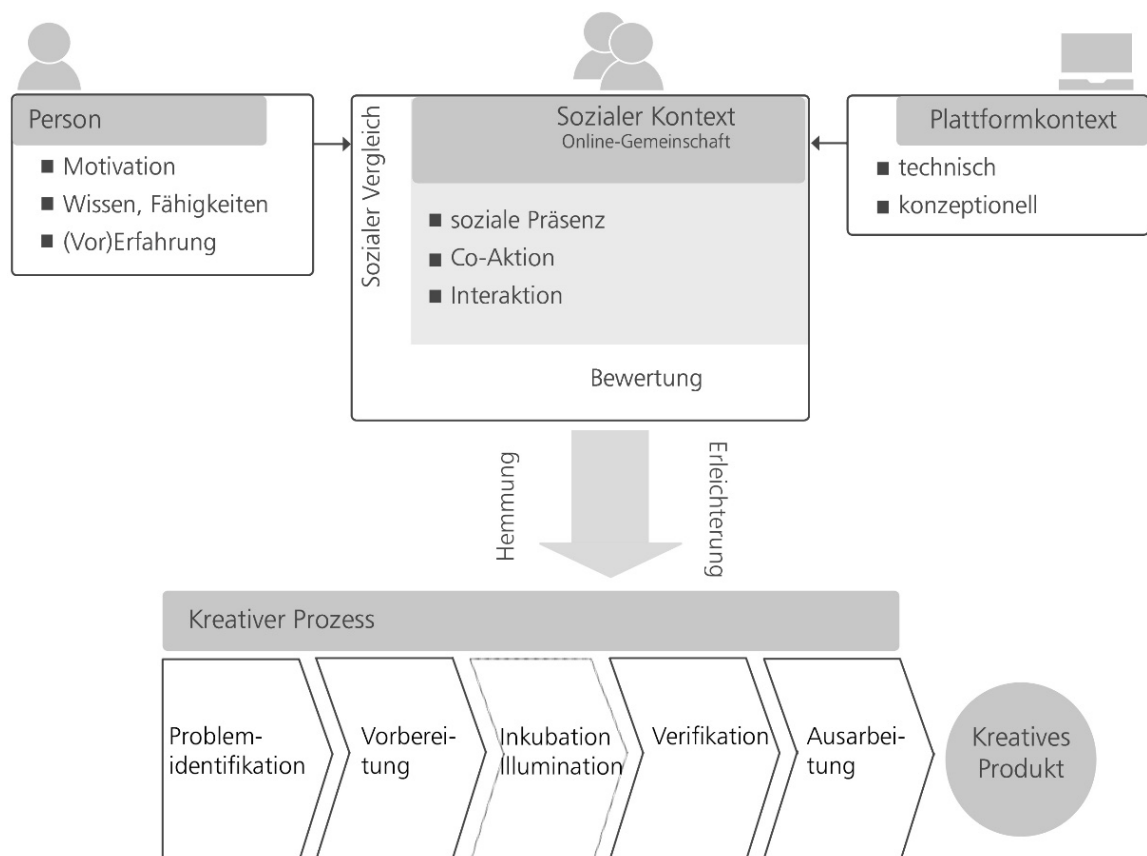 Person
Motivation
Wissen, Fähigkeiten
(Vor)Erfahrung
Sozialer Vergleich
Sozialer Kontext
Online-Gemeinschaft
soziale Präsenz
Co-Aktion
Interaktion
Bewertung
Plattformkontext
technisch
konzeptionell
Hemmung
Erleichterung
Kreativer Prozess
Problem-
identifikation
Vorberei-
tung
Inkubation
Illumination
Verifikation
Ausarbei-
tung
Kreatives
Produkt